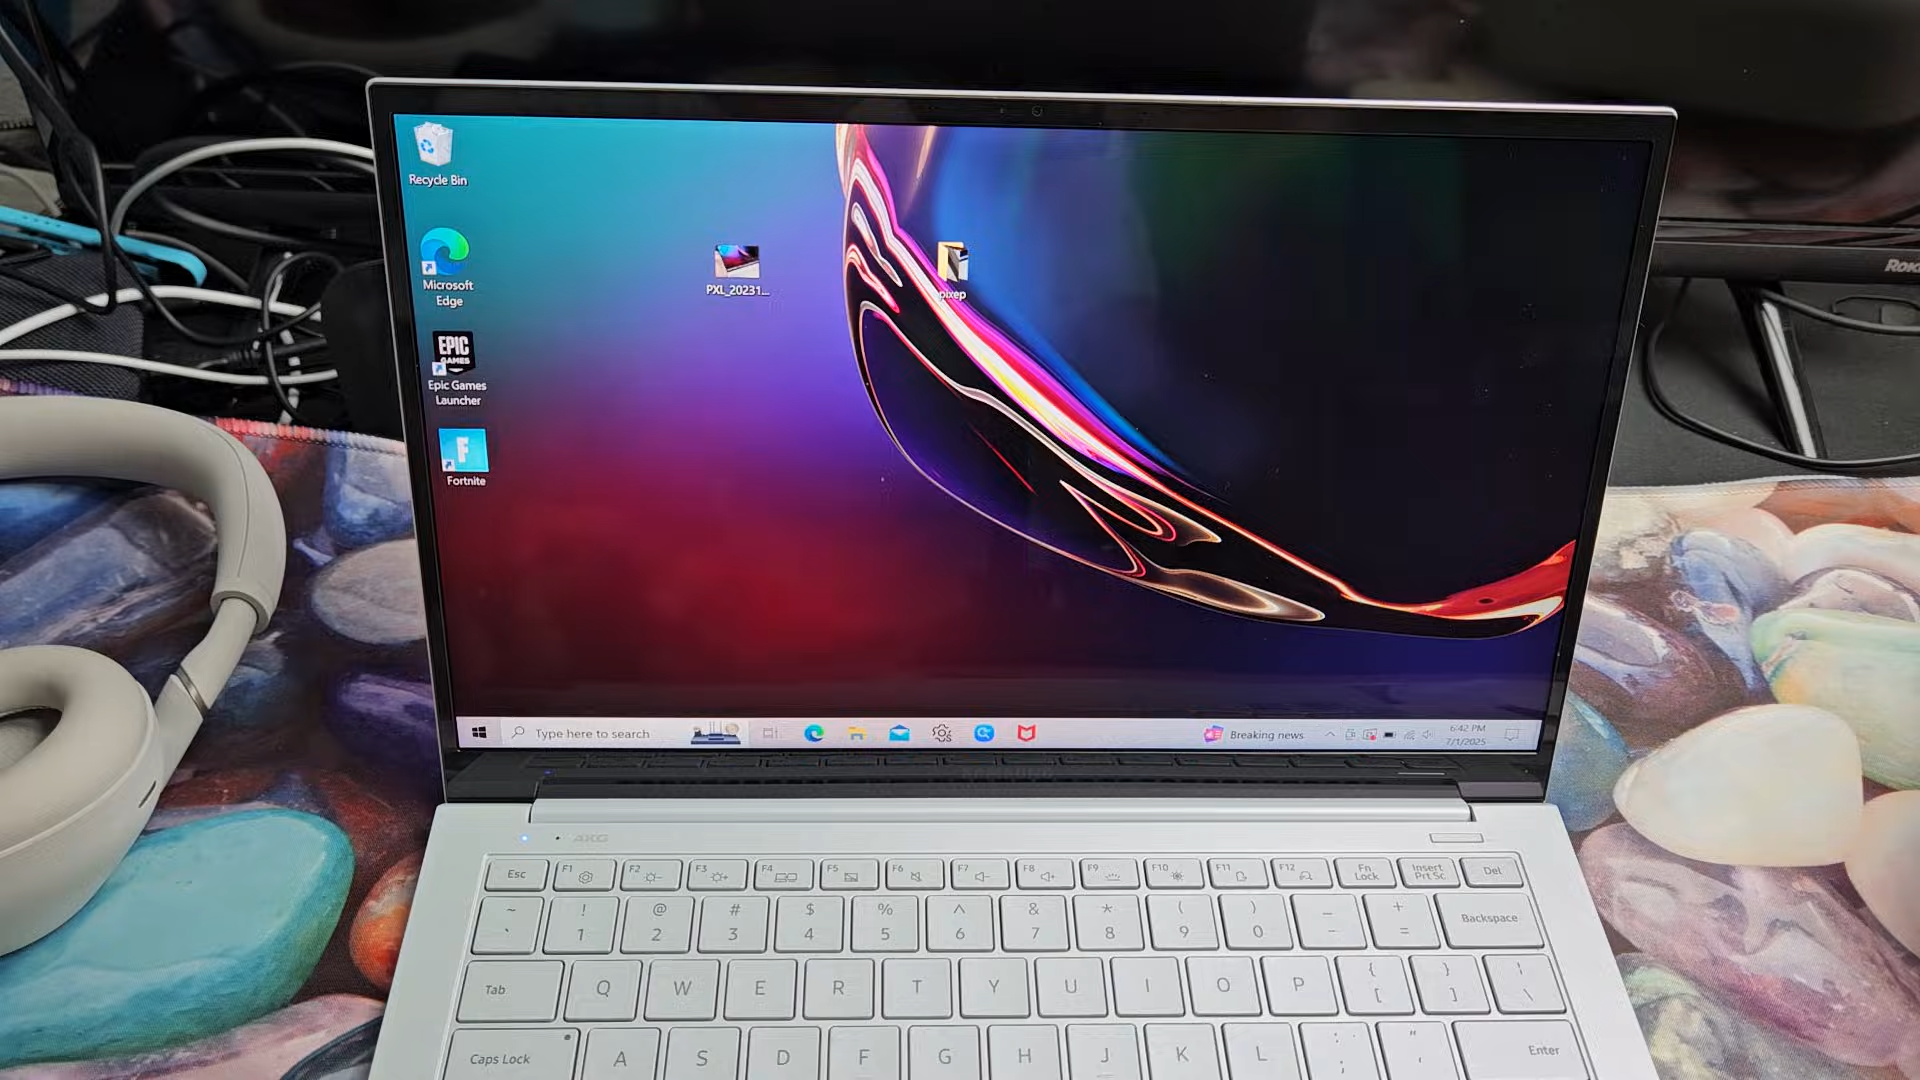 Roku
Recycle Bin
Microsoft
Edge
EPIC
GAMES
Epic Games
Launcher
F
Fortnite
PXL_20231...
pixep
Type here to search
Breaking news
6:42 PM
7/1/2025
AKG
Esc F1 F2 F3 F4 F5 F6 F7 F8 F9 F10 F11 F12 Fn Lock Insert Prt Sc Del
~ ! @ # $ % ^ & * ( ) _ + Backspace
` 1 2 3 4 5 6 7 8 9 0 - =
Tab Q W E R T Y U I O P { [ } ] | \
Caps Lock A S D F G H J K L : ; " ' Enter